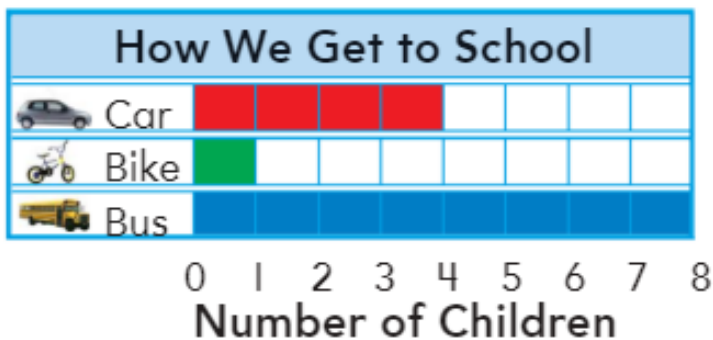 How We Get to School
Car
Bike
Bus
0 1 2 3 4 5 6 7 8
Number of Children